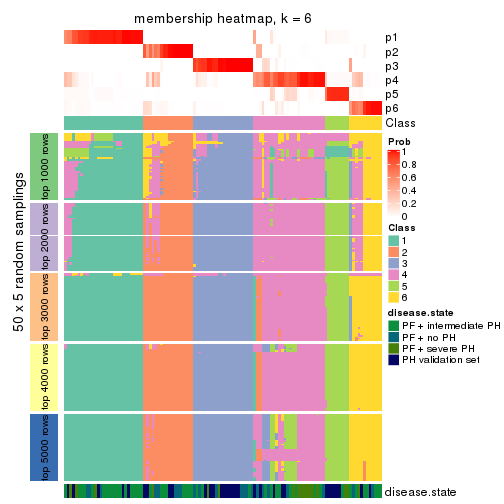 membership heatmap, k = 6
p1
p2
p3
p4
p5
p6
Class
50 x 5 random samplings
top 1000 rows
top 2000 rows
top 3000 rows
top 4000 rows
top 5000 rows
Prob
1
0.8
0.6
0.4
0.2
0
Class
1
2
3
4
5
6
disease.state
PF + intermediate PH
PF + no PH
PF + severe PH
PH validation set
disease.state